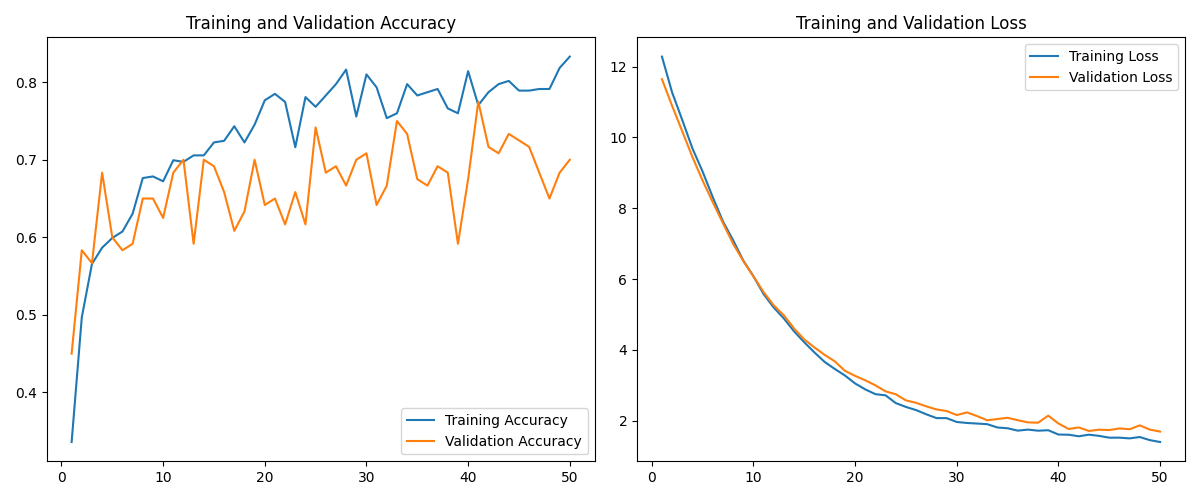 Training and Validation Accuracy
0.8
0.7
0.6
0.5
0.4
0 10 20 30 40 50
Training Accuracy
Validation Accuracy
Training and Validation Loss
12
10
8
6
4
2
0 10 20 30 40 50
Training Loss
Validation Loss